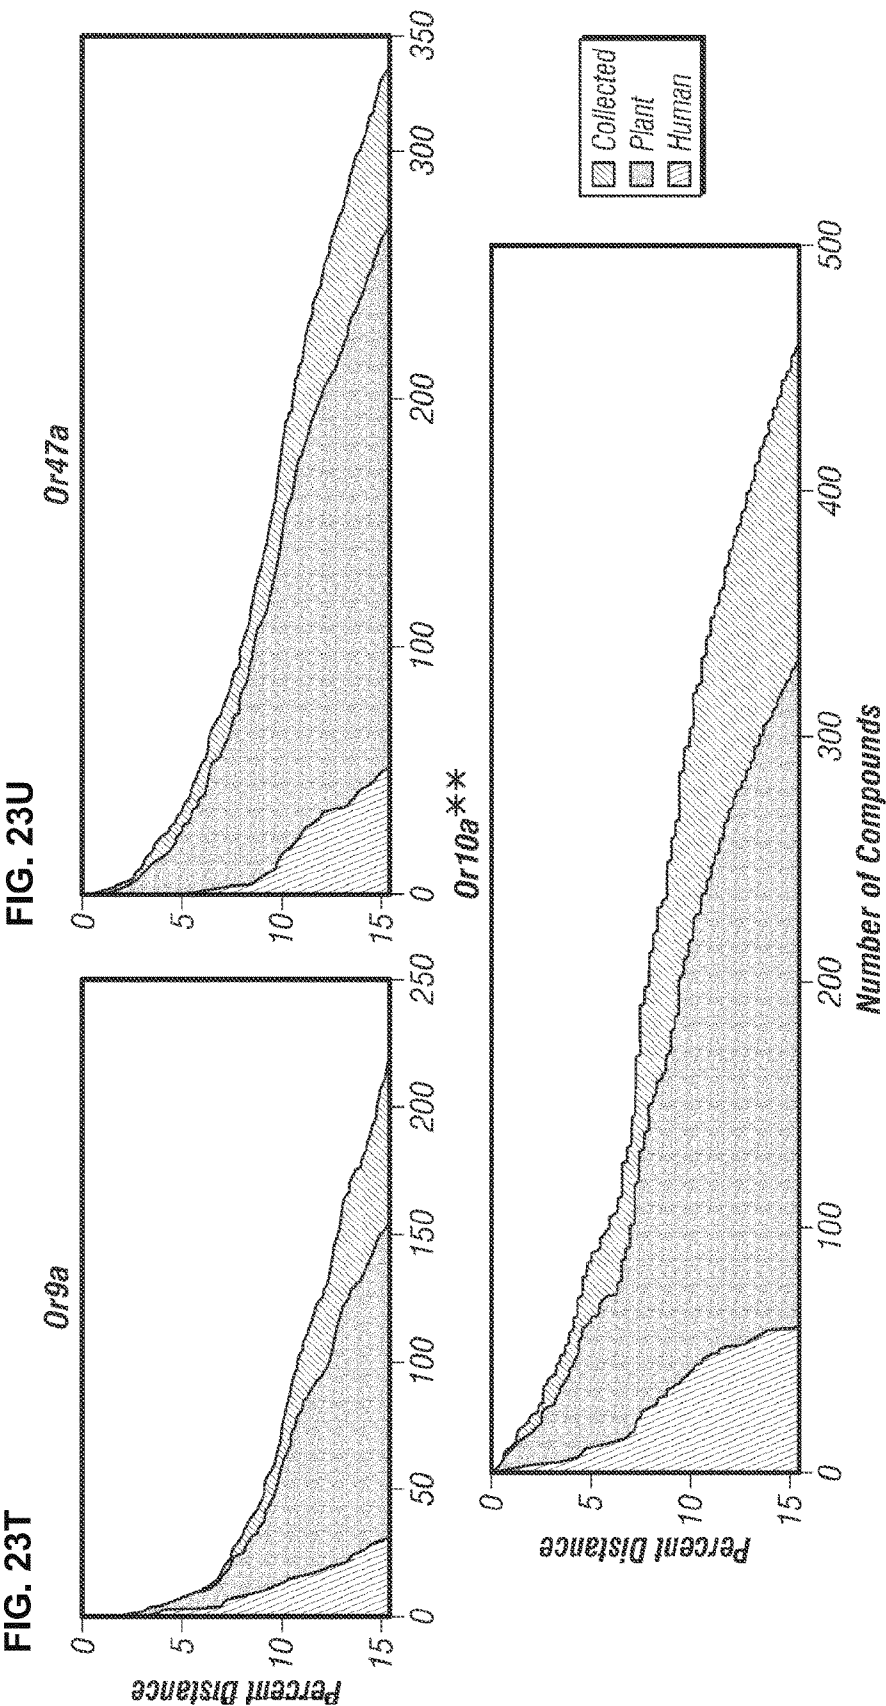 FIG. 23T
Or9a
Percent Distance
0
5
10
15
0
50
100
150
200
250
FIG. 23U
Or47a
0
5
10
15
0
100
200
300
350
Or10a**
Percent Distance
0
5
10
15
0
100
200
300
400
500
Number of Compounds
Collected
Plant
Human